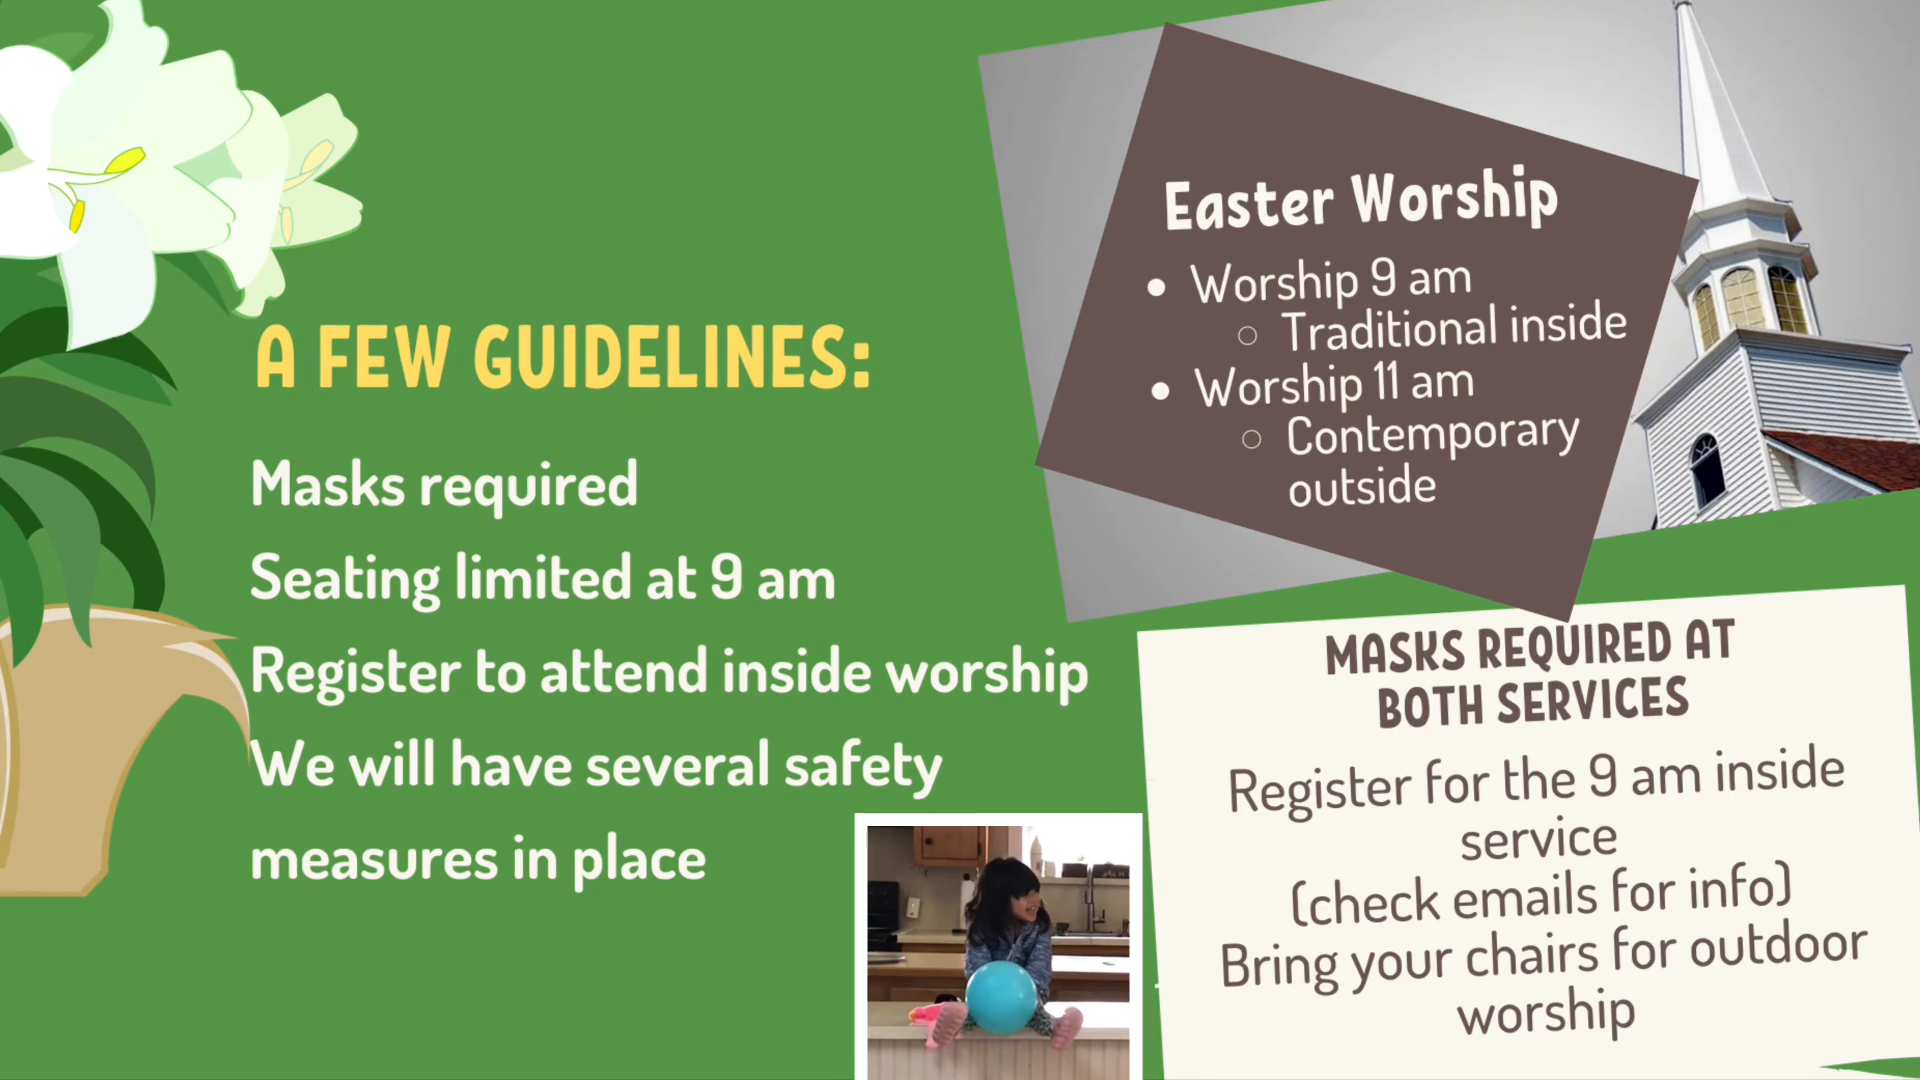 A FEW GUIDELINES:
Masks required
Seating limited at 9 am
Register to attend inside worship
We will have several safety
measures in place
Easter Worship
• Worship 9 am
○ Traditional inside
• Worship 11 am
○ Contemporary
outside
MASKS REQUIRED AT
BOTH SERVICES
Register for the 9 am inside
service
(check emails for info)
Bring your chairs for outdoor
worship